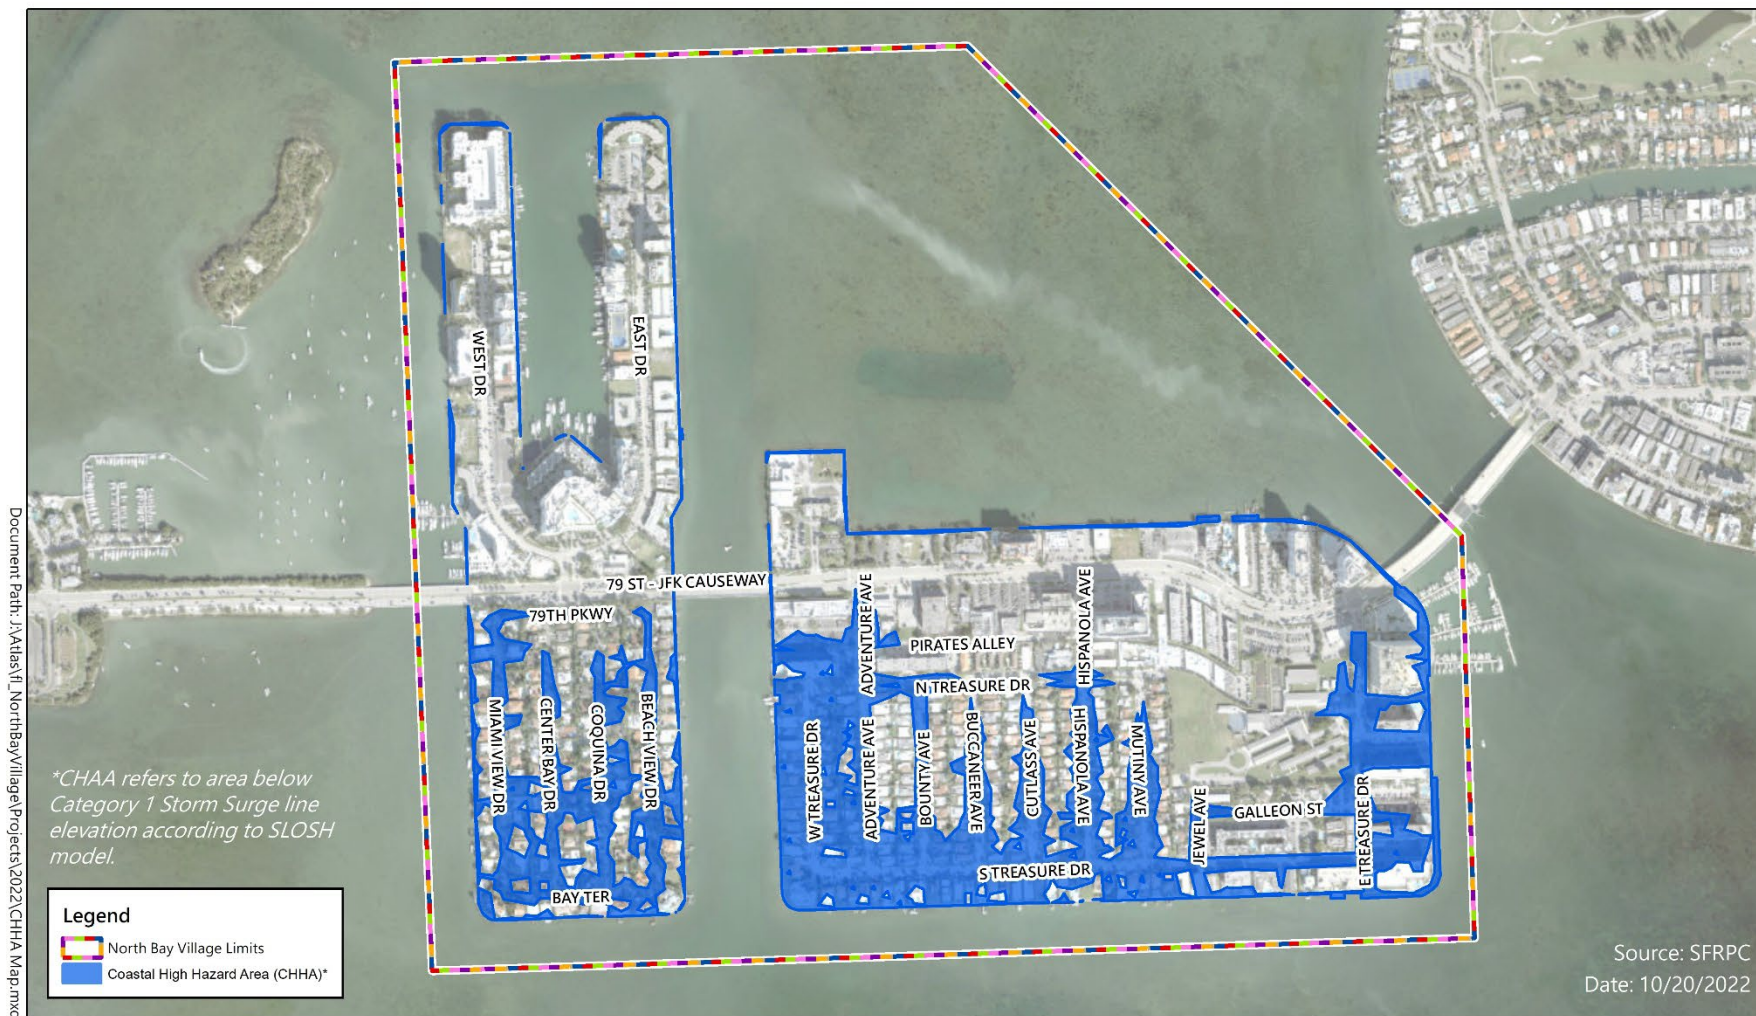 WEST DR
EAST DR
79 ST - JFK CAUSEWAY
79TH PKWY
ADVENTURE AVE
HISPANOLA AVE
PIRATES ALLEY
N TREASURE DR
MIAMI VIEW DR
CENTER BAY DR
COQUINA DR
BEACH VIEW DR
W TREASURE DR
ADVENTURE AVE
BOUNTY AVE
BUCCANEER AVE
CUTLASS AVE
HISPANOLA AVE
MUTINY AVE
JEWEL AVE
GALLEON ST
E TREASURE DR
S TREASURE DR
BAY TER
*CHAA refers to area below
Category 1 Storm Surge line
elevation according to SLOSH
model.
Legend
North Bay Village Limits
Coastal High Hazard Area (CHHA)*
Source: SFRPC
Date: 10/20/2022
Document Path: J:\Atlas\fl_NorthBayVillage\Projects\2022\CHHA Map.mxd